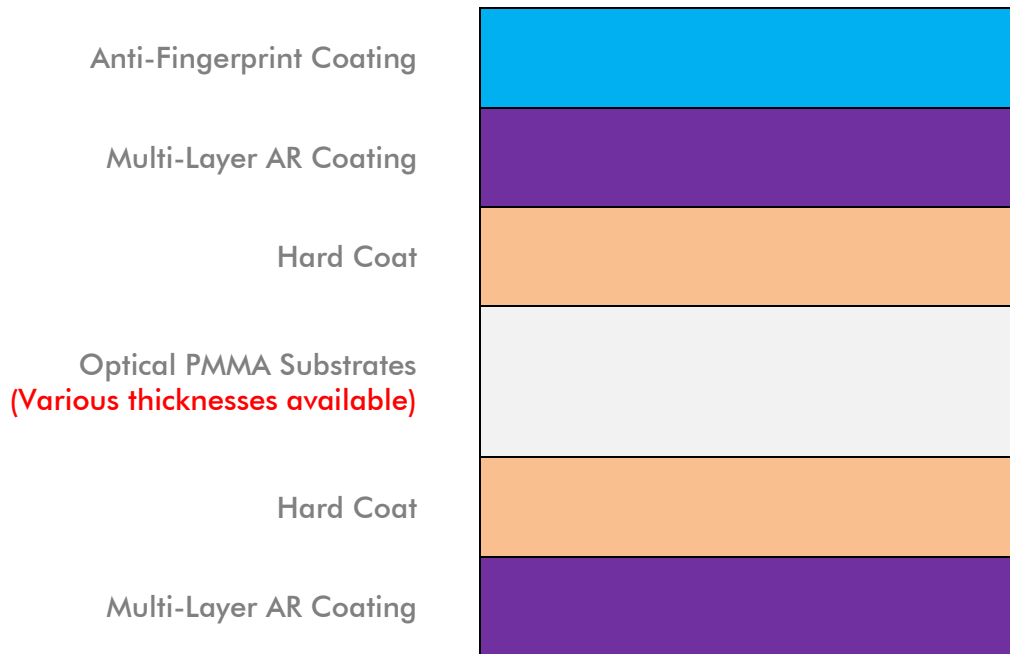 Anti-Fingerprint Coating
Multi-Layer AR Coating
Hard Coat
Optical PMMA Substrates
(Various thicknesses available)
Hard Coat
Multi-Layer AR Coating